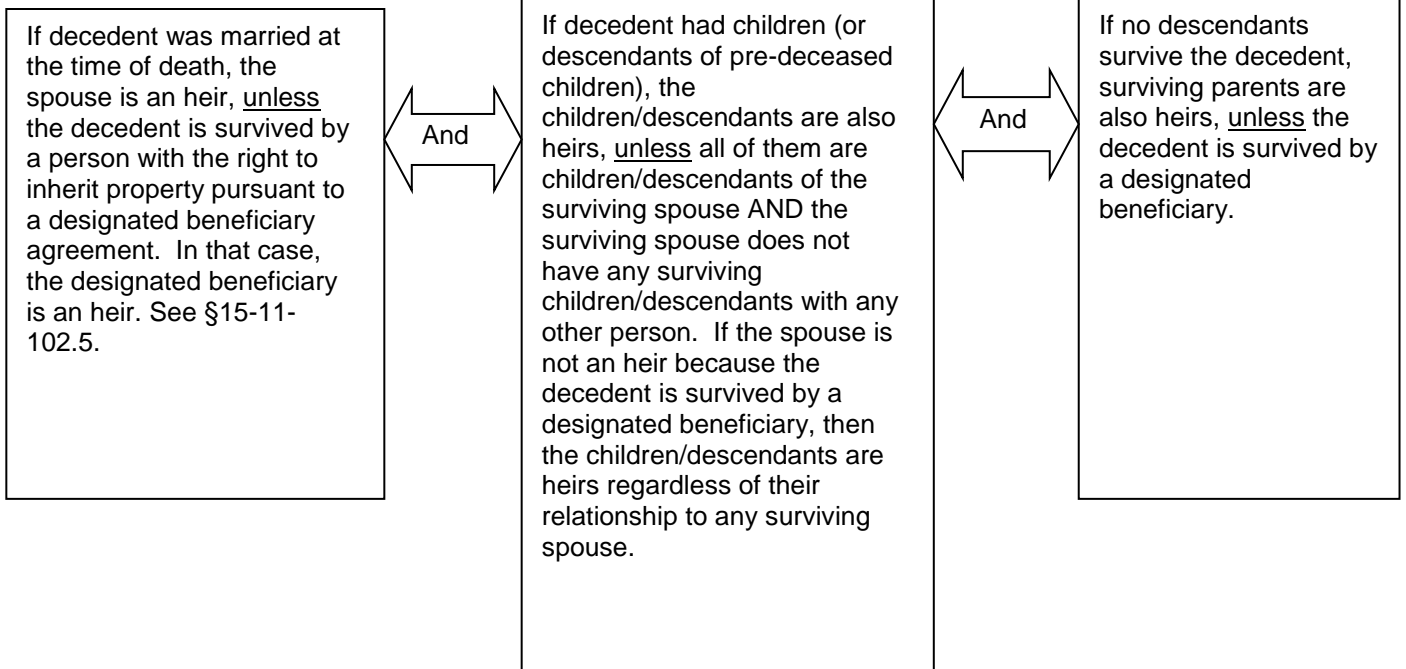 If decedent was married at
the time of death, the
spouse is an heir, unless
the decedent is survived by
a person with the right to
inherit property pursuant to
a designated beneficiary
agreement. In that case,
the designated beneficiary
is an heir. See §15-11-
102.5.
And
If decedent had children (or
descendants of pre-deceased
children), the
children/descendants are also
heirs, unless all of them are
children/descendants of the
surviving spouse AND the
surviving spouse does not
have any surviving
children/descendants with any
other person. If the spouse is
not an heir because the
decedent is survived by a
designated beneficiary, then
the children/descendants are
heirs regardless of their
relationship to any surviving
spouse.
And
If no descendants
survive the decedent,
surviving parents are
also heirs, unless the
decedent is survived by
a designated
beneficiary.